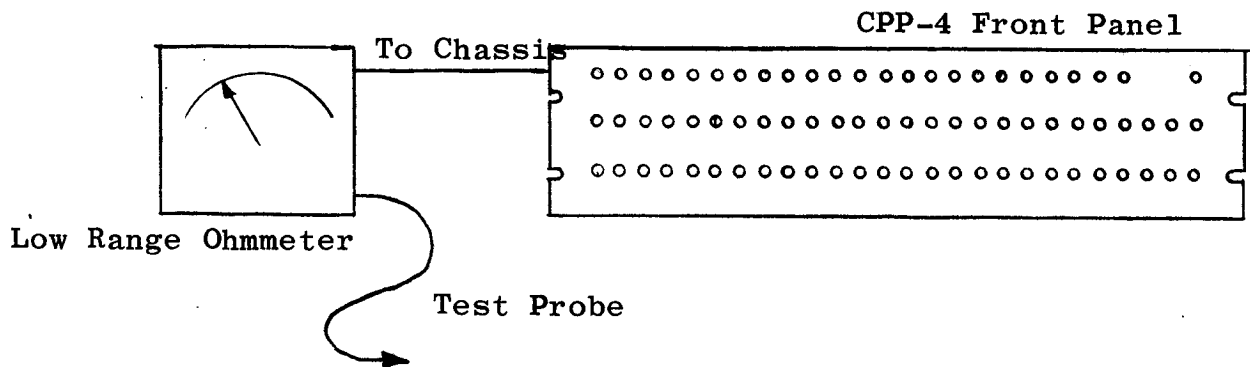 CPP-4 Front Panel
To Chassis
Low Range Ohmmeter
Test Probe